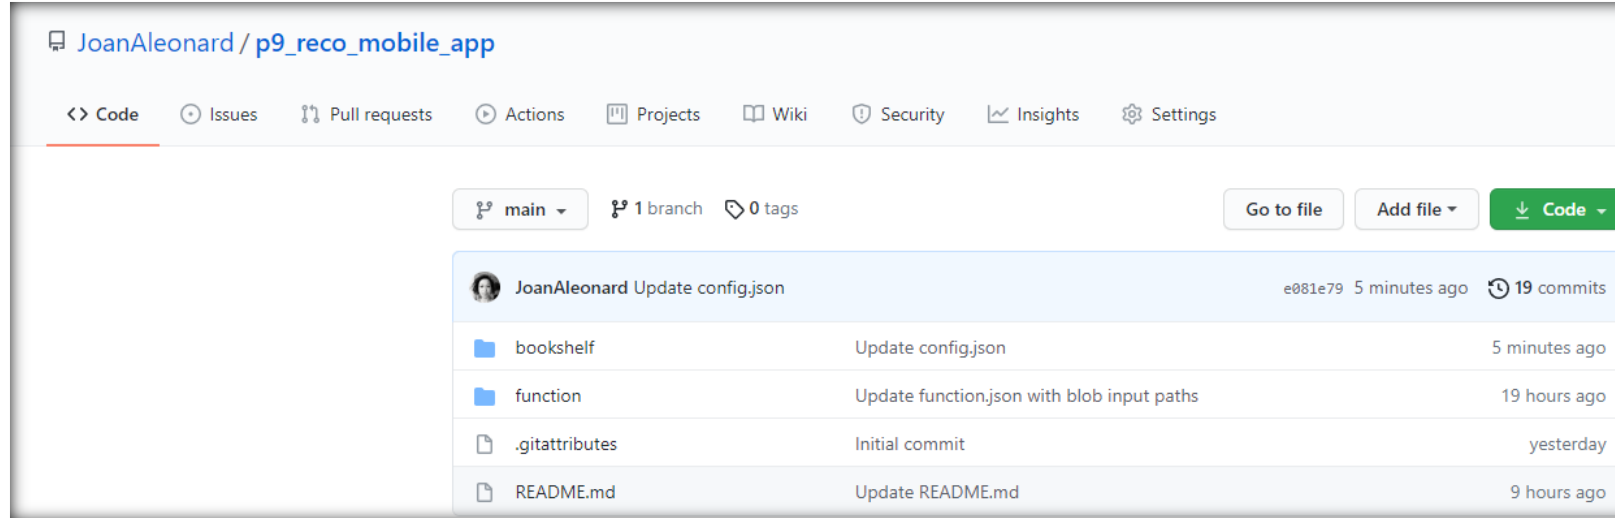 JoanAleonard / p9_reco_mobile_app
Code Issues Pull requests Actions Projects Wiki Security Insights Settings
main 1 branch 0 tags Go to file Add file Code
JoanAleonard Update config.json e081e79 5 minutes ago 19 commits
bookshelf Update config.json 5 minutes ago
function Update function.json with blob input paths 19 hours ago
.gitattributes Initial commit yesterday
README.md Update README.md 9 hours ago